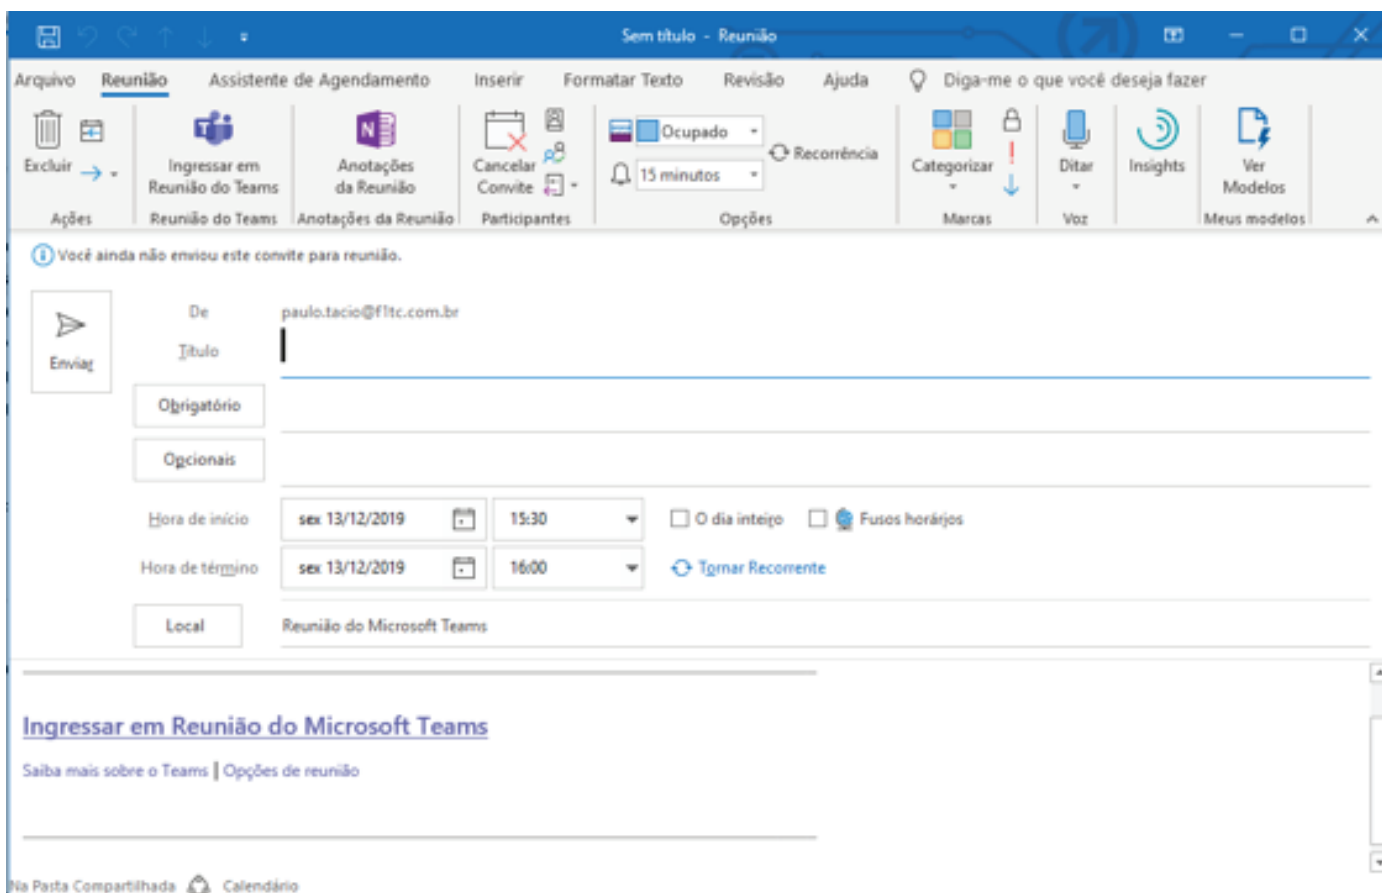 Sem título - Reunião
Arquivo Reunião Assistente de Agendamento Inserir Formatar Texto Revisão Ajuda Diga-me o que você deseja fazer
Excluir
Ações
Ingressar em
Reunião do Teams
Reunião do Teams
Anotações
da Reunião
Anotações da Reunião
Cancelar
Convite
Participantes
Ocupado
15 minutos
Recorrência
Opções
Categorizar
Marcas
Ditar
Voz
Insights
Ver
Modelos
Meus modelos
Você ainda não enviou este convite para reunião.
Enviar
De paulo.tacio@f1tc.com.br
Título
Obrigatório
Opcionais
Hora de início sex 13/12/2019 15:30 O dia inteiro Fusos horários
Hora de término sex 13/12/2019 16:00 Tornar Recorrente
Local Reunião do Microsoft Teams
Ingressar em Reunião do Microsoft Teams
Saiba mais sobre o Teams | Opções de reunião
Na Pasta Compartilhada Calendário